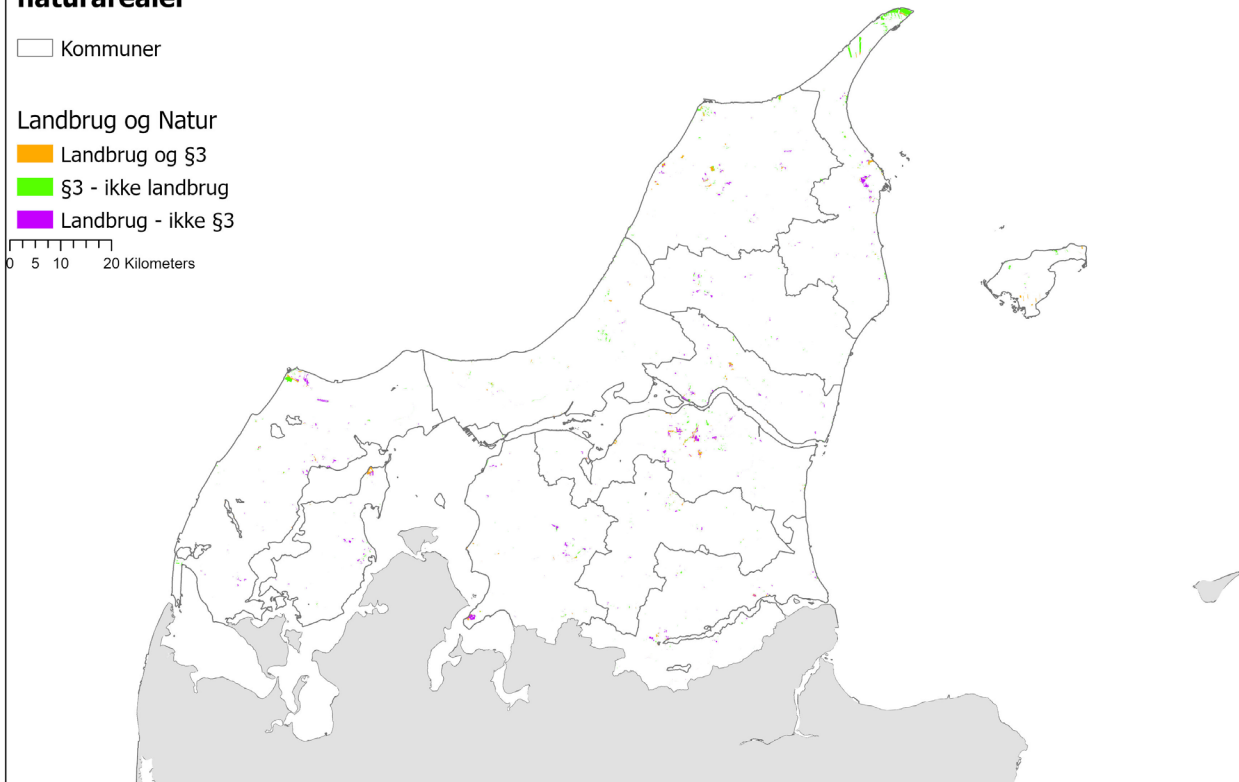 naturarealer
Kommuner
Landbrug og Natur
Landbrug og §3
§3 - ikke landbrug
Landbrug - ikke §3
0 5 10 20 Kilometers